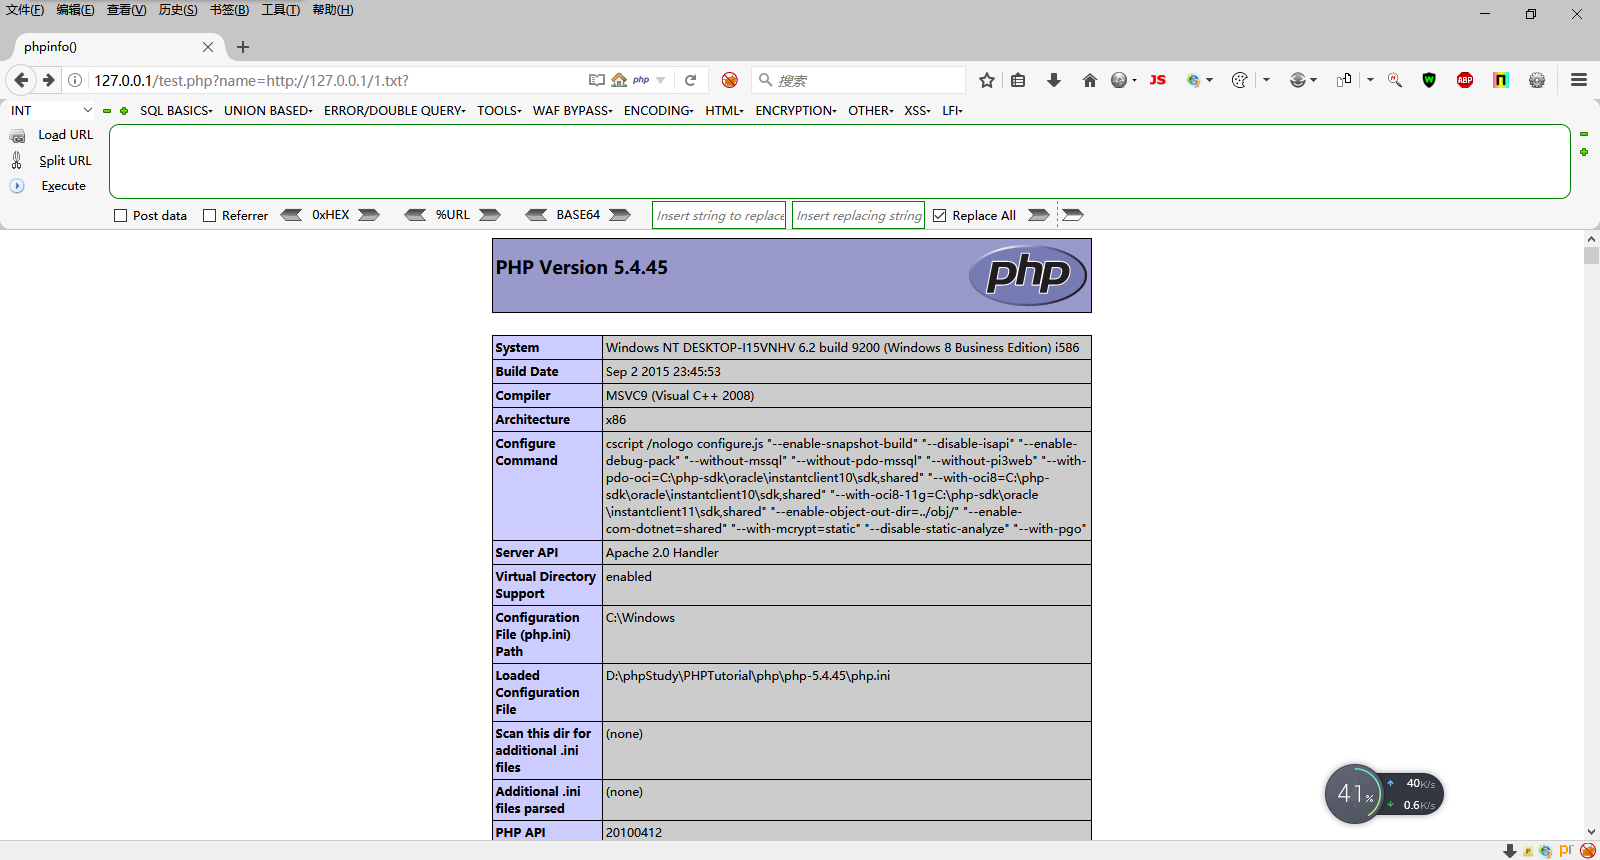 文件(F) 编辑(E) 查看(V) 历史(S) 书签(B) 工具(T) 帮助(H)
phpinfo()
127.0.0.1/test.php?name=http://127.0.0.1/1.txt? php 搜索 JS ABP
INT SQL BASICS UNION BASED ERROR/DOUBLE QUERY TOOLS WAF BYPASS ENCODING HTML ENCRYPTION OTHER XSS LFI
Load URL
Split URL
Execute
Post data Referrer 0xHEX %URL BASE64 Insert string to replace Insert replacing string Replace All
PHP Version 5.4.45
php
System Windows NT DESKTOP-I15VNHV 6.2 build 9200 (Windows 8 Business Edition) i586
Build Date Sep 2 2015 23:45:53
Compiler MSVC9 (Visual C++ 2008)
Architecture x86
Configure Command
cscript /nologo configure.js "--enable-snapshot-build" "--disable-isapi" "--enable-
debug-pack" "--without-mssql" "--without-pdo-mssql" "--without-pi3web" "--with-
pdo-oci=C:\php-sdk\oracle\instantclient10\sdk,shared" "--with-oci8=C:\php-
sdk\oracle\instantclient10\sdk,shared" "--with-oci8-11g=C:\php-sdk\oracle
\instantclient11\sdk,shared" "--enable-object-out-dir=../obj/" "--enable-
com-dotnet=shared" "--with-mcrypt=static" "--disable-static-analyze" "--with-pgo"
Server API Apache 2.0 Handler
Virtual Directory
Support
enabled
Configuration
File (php.ini)
Path
C:\Windows
Loaded
Configuration
File
D:\phpStudy\PHPTutorial\php\php-5.4.45\php.ini
Scan this dir for
additional .ini
files
(none)
Additional .ini
files parsed
(none)
PHP API 20100412
41%
40K/s
0.6K/s
pr